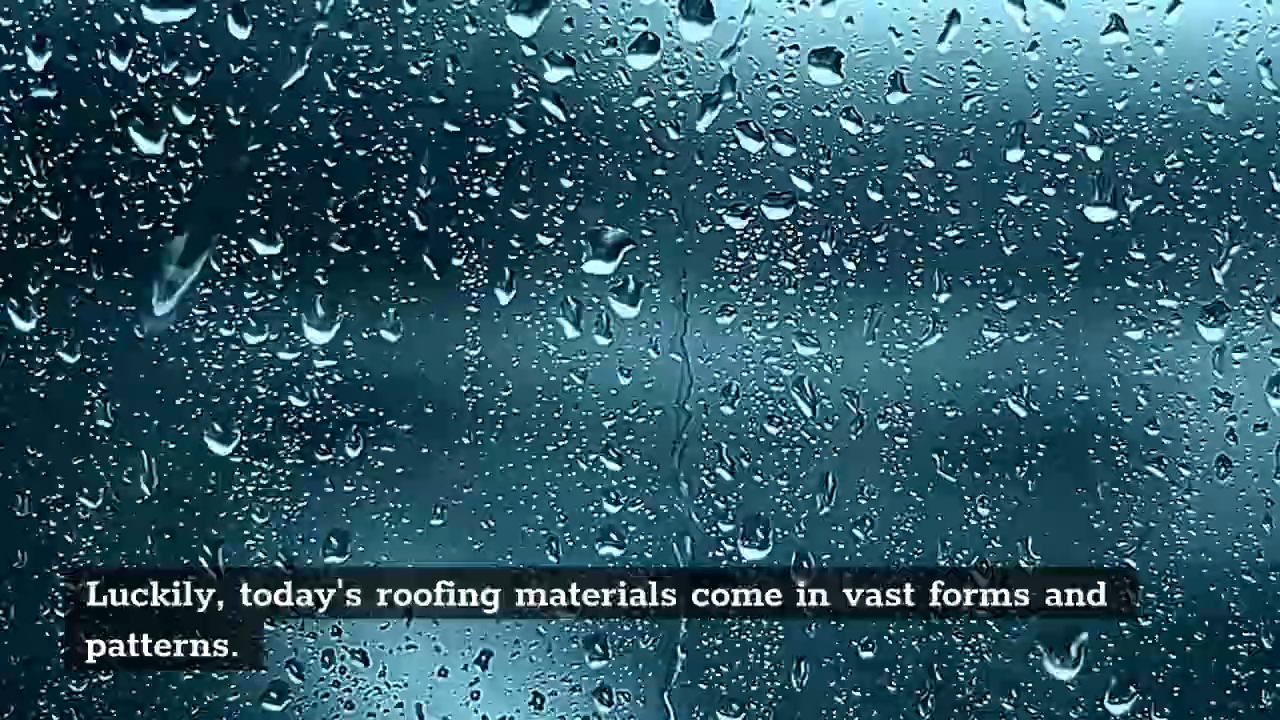 Luckily, today's roofing materials come in vast forms and
patterns.